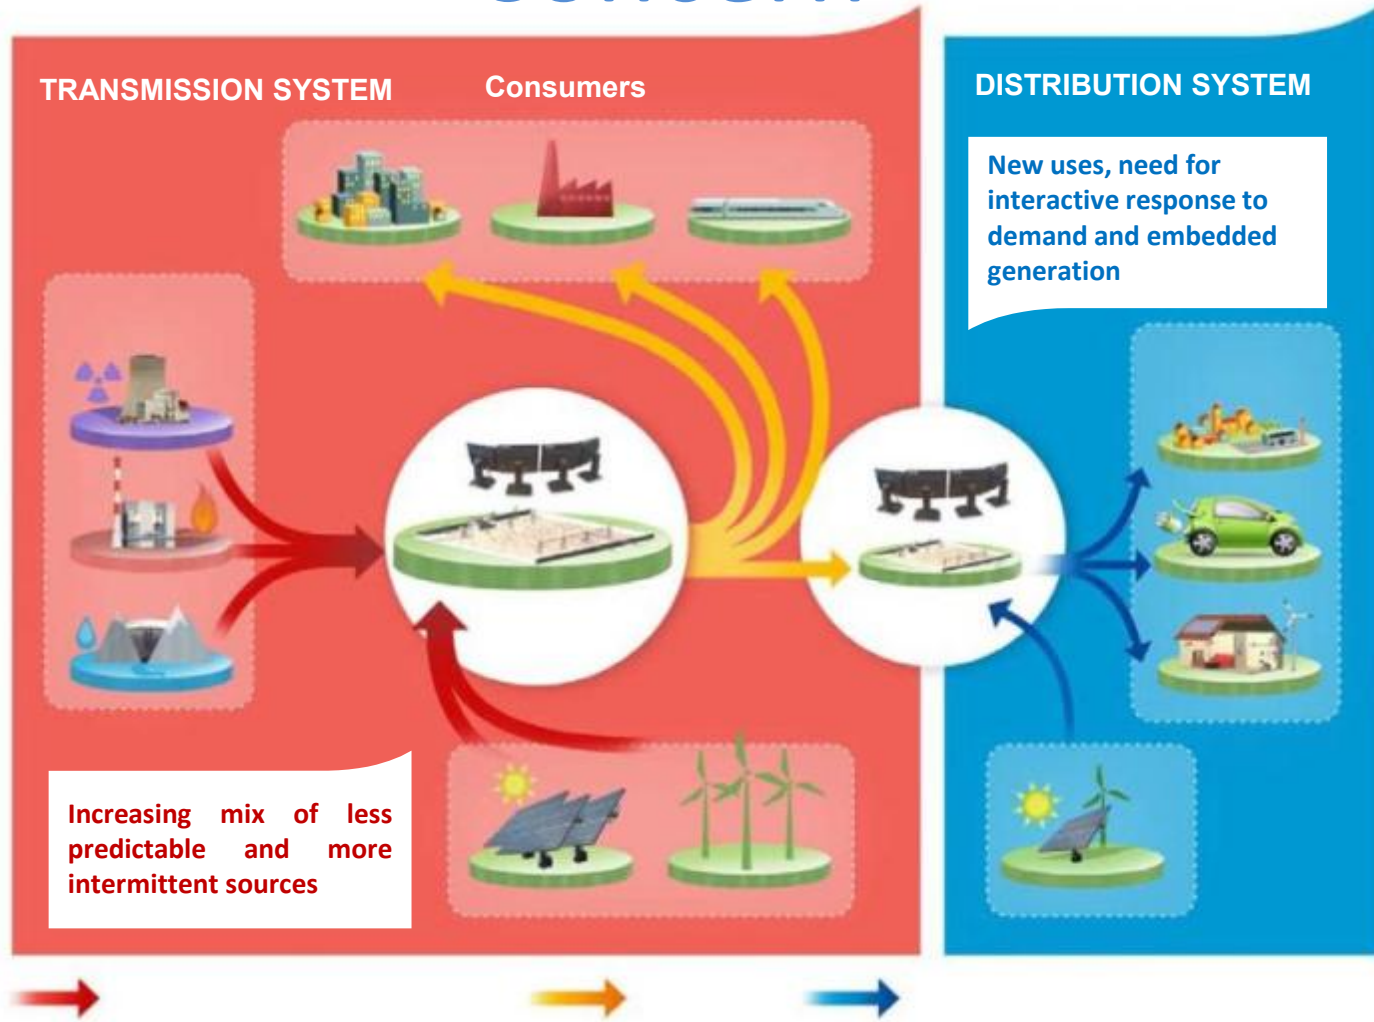 TRANSMISSION SYSTEM
Consumers
DISTRIBUTION SYSTEM
New uses, need for
interactive response to
demand and embedded
generation
Increasing mix of less
predictable and more
intermittent sources